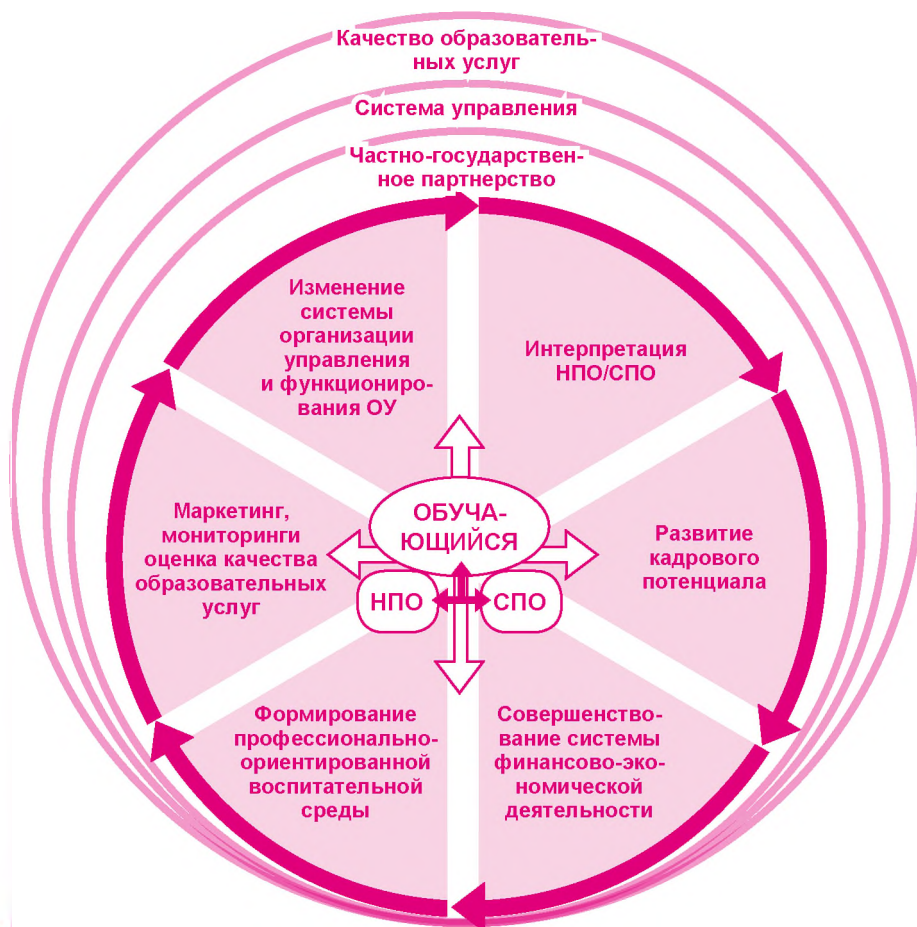 Качество образователь-
ных услуг
Система управления
Частно-государствен-
ное партнерство
Изменение
системы
организации
управления
и функциониро-
вания ОУ
Интерпретация
НПО/СПО
Маркетинг,
мониторинги
оценка качества
образовательных
услуг
ОБУЧА-
ЮЩИЙСЯ
НПО
СПО
Развитие
кадрового
потенциала
Формирование
профессионально-
ориентированной
воспитательной
среды
Совершенство-
вание системы
финансово-эко-
номической
деятельности